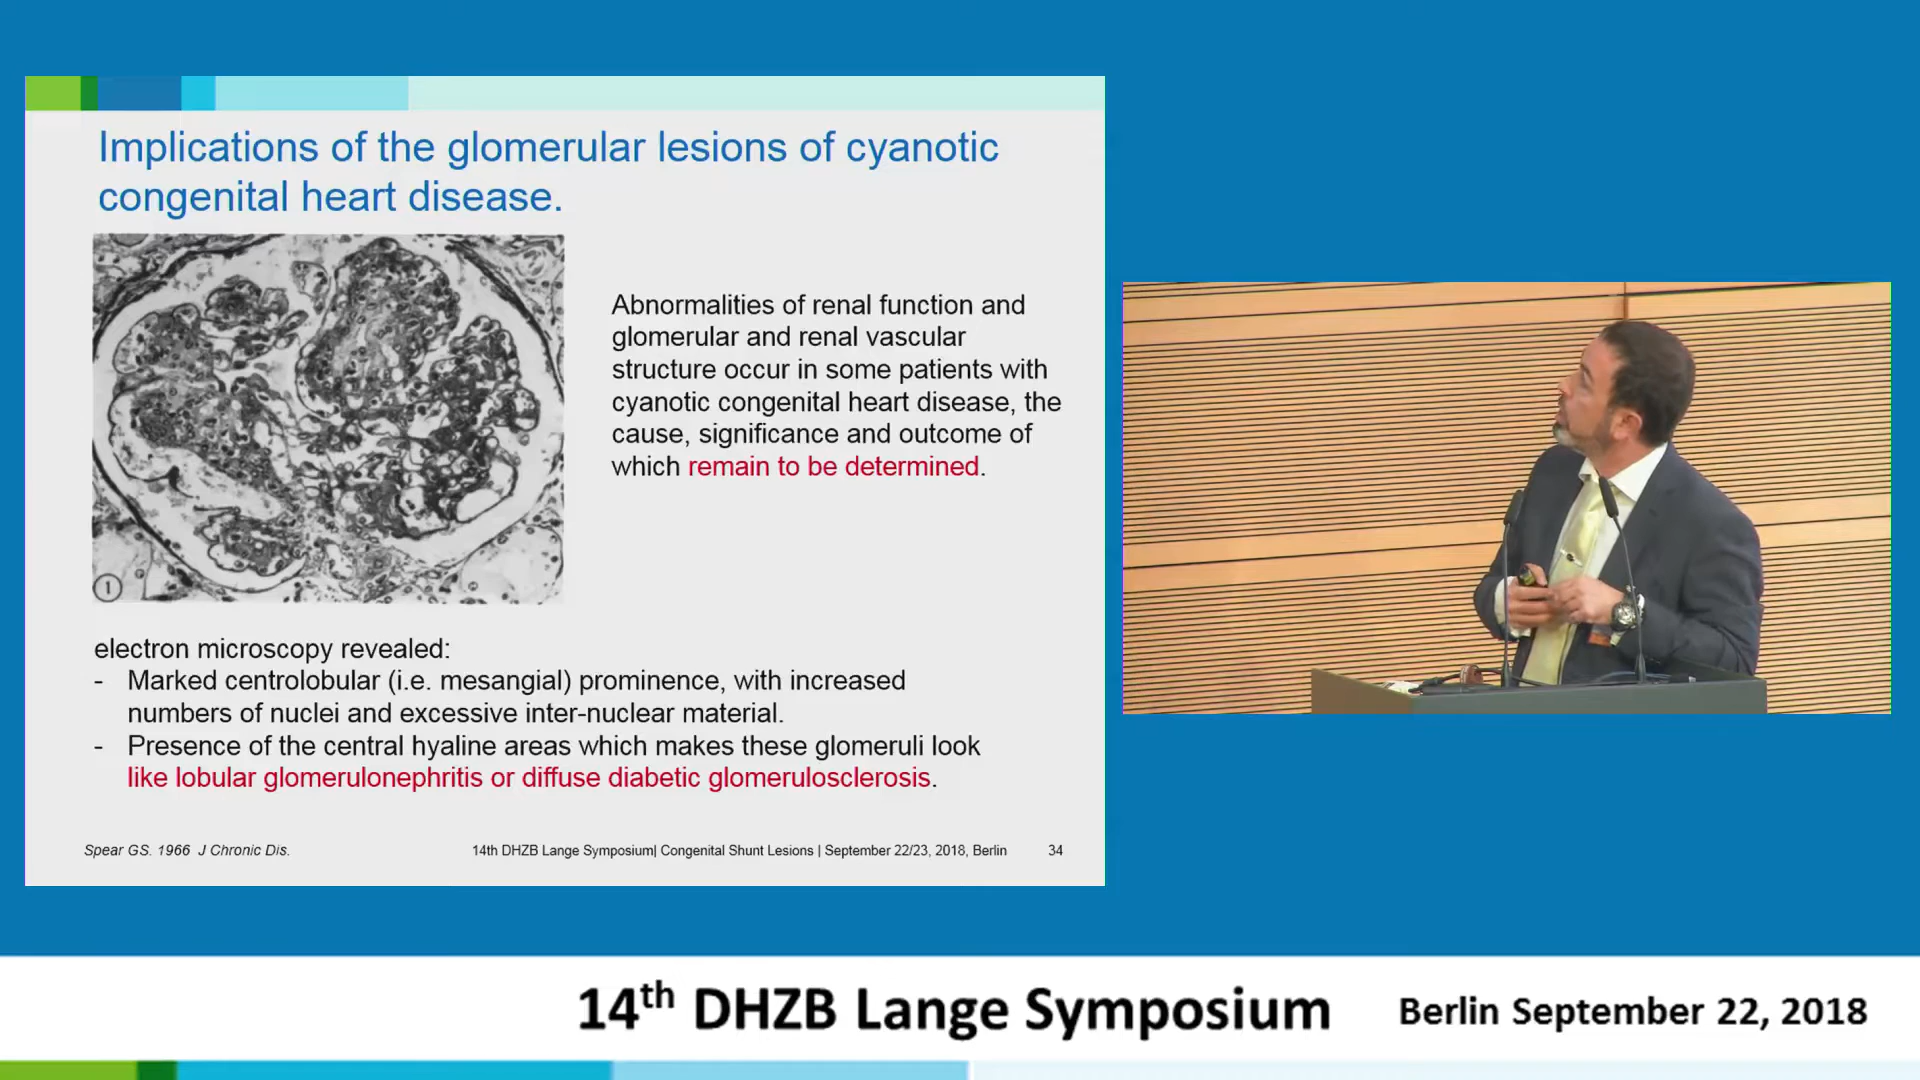 Implications of the glomerular lesions of cyanotic
congenital heart disease.
Abnormalities of renal function and
glomerular and renal vascular
structure occur in some patients with
cyanotic congenital heart disease, the
cause, significance and outcome of
which remain to be determined.
1
electron microscopy revealed:
- Marked centrolobular (i.e. mesangial) prominence, with increased
numbers of nuclei and excessive inter-nuclear material.
- Presence of the central hyaline areas which makes these glomeruli look
like lobular glomerulonephritis or diffuse diabetic glomerulosclerosis.
Spear GS. 1966 J Chronic Dis.
14th DHZB Lange Symposium| Congenital Shunt Lesions | September 22/23, 2018, Berlin
34
14th DHZB Lange Symposium
Berlin September 22, 2018